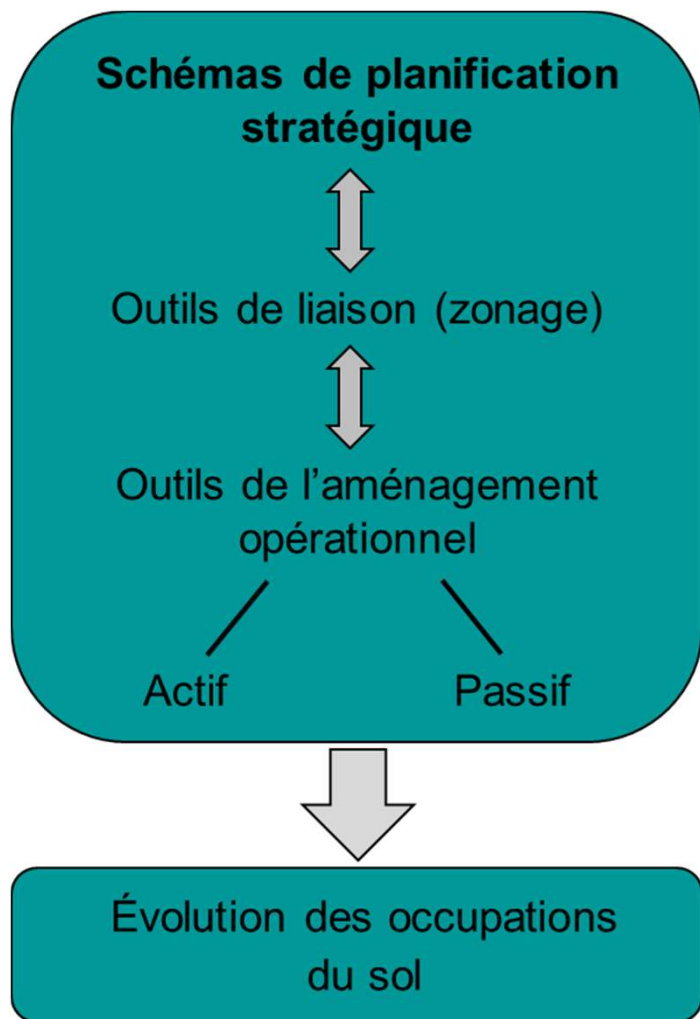 Schémas de planification
stratégique
Outils de liaison (zonage)
Outils de l’aménagement
opérationnel
Actif
Passif
Évolution des occupations
du sol